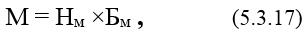 М = Нм ×Бм , (5.3.17)